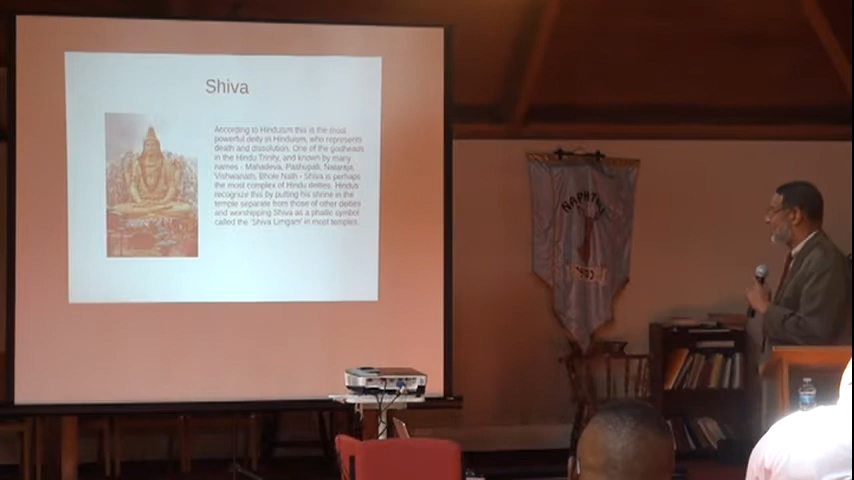 Shiva
According to Hinduism this is the most
powerful deity in Hinduism, who represents
death and dissolution. One of the godheads
in the Hindu Trinity, and known by many
names - Mahadeva, Pashupati, Nataraja,
Vishwanath, Bhole Nath - Shiva is perhaps
the most complex of Hindu deities. Hindus
recognize this by putting his shrine in the
temple separate from those of other deities
and worshipping Shiva as a phallic symbol
called the 'Shiva Lingam' in most temples.